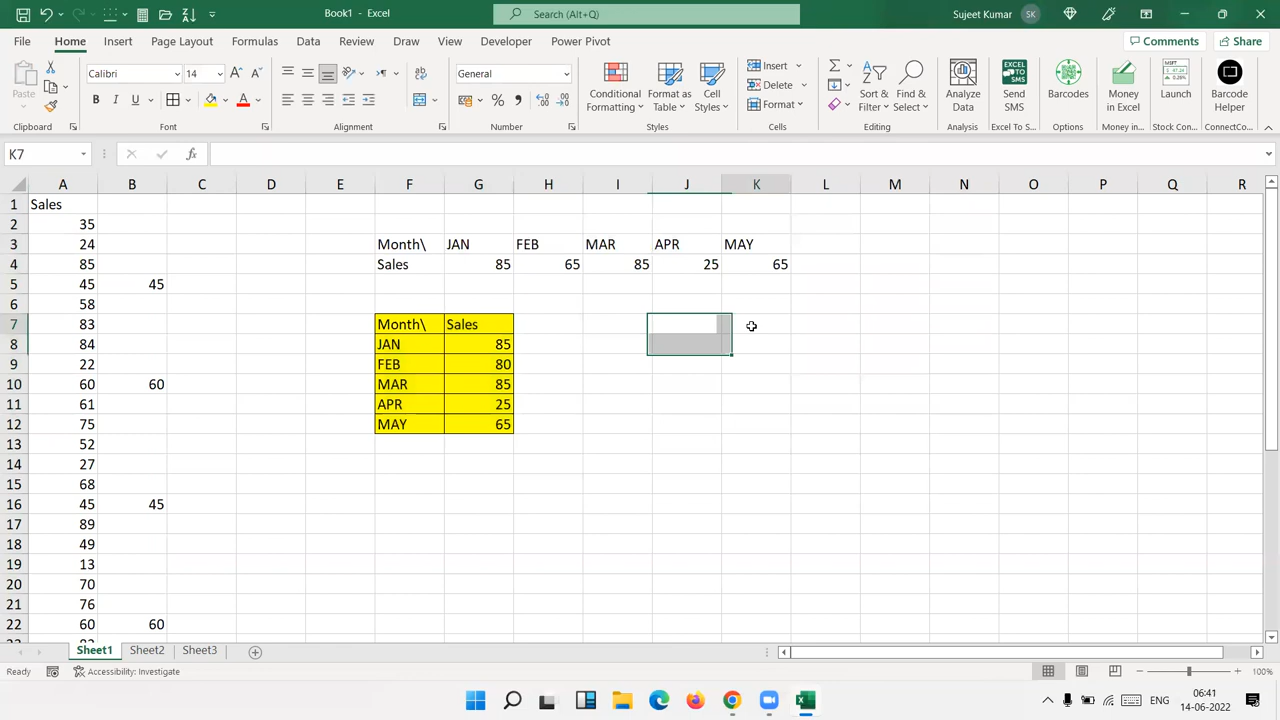 Book1 - Excel
Search (Alt+Q)
Sujeet Kumar
SK
File Home Insert Page Layout Formulas Data Review View Developer Power Pivot
Comments
Share
Paste
Calibri 14
B I U
General
Conditional Formatting
Format as Table
Cell Styles
Insert
Delete
Format
Sort & Filter
Find & Select
Analyze Data
Send SMS
Barcodes
Money in Excel
Launch
Barcode Helper
Clipboard Font Alignment Number Styles Cells Editing Analysis Excel To S... Options Money in... Stock Con... ConnectCo...
K7
fx
A B C D E F G H I J K L M N O P Q R
1 Sales
2 35
3 24 Month\ JAN FEB MAR APR MAY
4 85 Sales 85 65 85 25 65
5 45 45
6 58
7 83 Month\ Sales
8 84 JAN 85
9 22 FEB 80
10 60 60 MAR 85
11 61 APR 25
12 75 MAY 65
13 52
14 27
15 68
16 45 45
17 89
18 49
19 13
20 70
21 76
22 60 60
Sheet1 Sheet2 Sheet3
Ready
Accessibility: Investigate
100%
ENG
06:41
14-06-2022